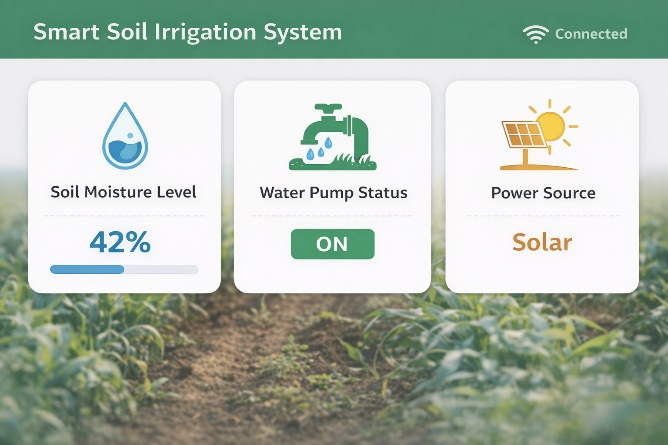 Smart Soil Irrigation System
Connected
Soil Moisture Level
42%
Water Pump Status
ON
Power Source
Solar